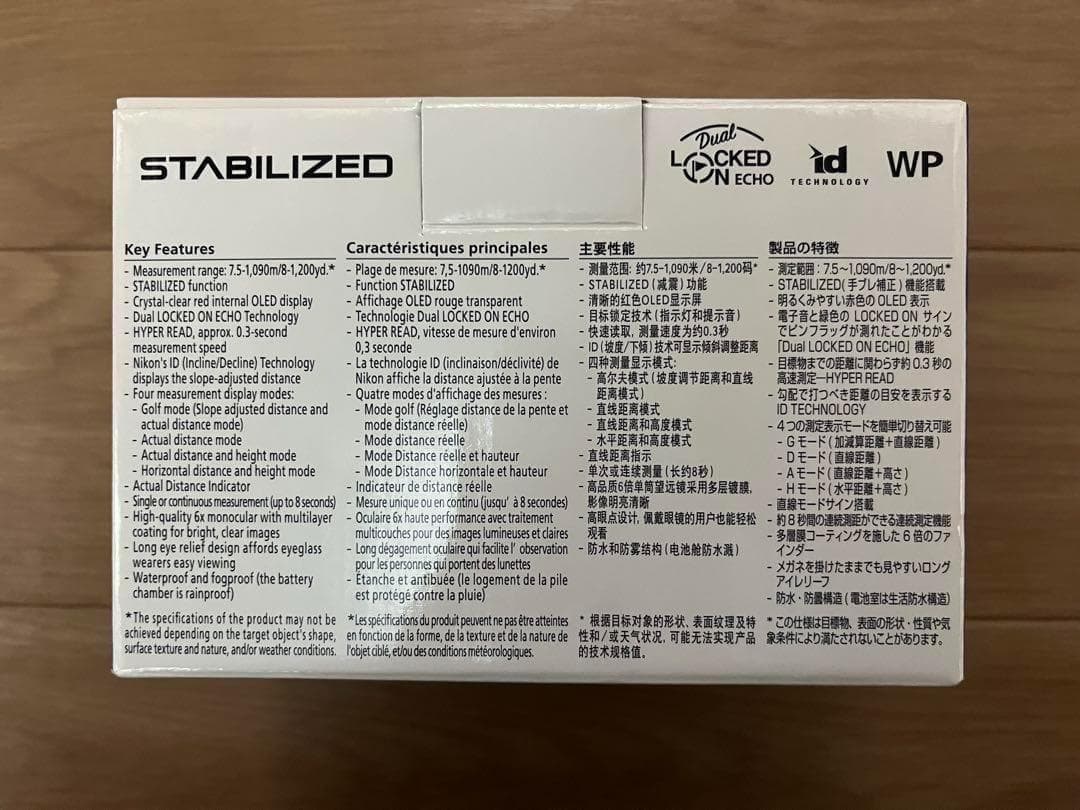 STABILIZED
Dual
LOCKED
ON ECHO
id
TECHNOLOGY
WP
Key Features
- Measurement range: 7.5-1,090m/8-1,200yd.*
- STABILIZED function
- Crystal-clear red internal OLED display
- Dual LOCKED ON ECHO Technology
- HYPER READ, approx. 0.3-second
measurement speed
- Nikon's ID (Incline/Decline) Technology
displays the slope-adjusted distance
- Four measurement display modes:
- Golf mode (Slope adjusted distance and
actual distance mode)
- Actual distance mode
- Actual distance and height mode
- Horizontal distance and height mode
- Actual Distance Indicator
- Single or continuous measurement (up to 8 seconds)
- High-quality 6x monocular with multilayer
coating for bright, clear images
- Long eye relief design affords eyeglass
wearers easy viewing
- Waterproof and fogproof (the battery
chamber is rainproof)
*The specifications of the product may not be
achieved depending on the target object's shape,
surface texture and nature, and/or weather conditions.
Caractéristiques principales
- Plage de mesure: 7,5-1090m/8-1200yd.*
- Function STABILIZED
- Affichage OLED rouge transparent
- Technologie Dual LOCKED ON ECHO
- HYPER READ, vitesse de mesure d'environ
0,3 seconde
- La technologie ID (inclinaison/déclivité) de
Nikon affiche la distance ajustée à la pente
- Quatre modes d'affichage des mesures :
- Mode golf (Réglage distance de la pente et
mode distance réelle)
- Mode distance réelle
- Mode Distance réelle et hauteur
- Mode Distance horizontale et hauteur
- Indicateur de distance réelle
- Mesure unique ou en continu (jusqu' à 8 secondes)
- Oculaire 6x haute performance avec traitement
multicouches pour des images lumineuses et claires
- Long dégagement oculaire qui facilite l' observation
pour les personnes qui portent des lunettes
- Étanche et antibuée (le logement de la pile
est protégé contre la pluie)
*Les spécifications du produit peuvent ne pas être atteintes
en fonction de la forme, de la texture et de la nature de
l'objet ciblé, et/ou des conditions météorologiques.
主要性能
- 测量范围: 约7.5-1,090米/8-1,200码*
- STABILIZED (减震) 功能
- 清晰的红色OLED显示屏
- 目标锁定技术 (指示灯和提示音)
- 快速读取, 测量速度为约0.3秒
- ID (坡度/下倾) 技术可显示倾斜调整距离
- 四种测量显示模式:
- 高尔夫模式 (坡度调节距离和直线
距离模式)
- 直线距离模式
- 直线距离和高度模式
- 水平距离和高度模式
- 直线距离指示
- 单次或连续测量 (长约8秒)
- 高品质6倍单筒望远镜采用多层镀膜,
影像明亮清晰
- 高眼点设计, 佩戴眼镜的用户也能轻松
观看
- 防水和防雾结构 (电池舱防水溅)
* 根据目标对象的形状, 表面纹理及特
性和/或天气状况, 可能无法实现产品
的技术规格值。
製品の特徴
- 測定範囲 : 7.5～1,090m/8～1,200yd.*
- STABILIZED ( 手ブレ補正 ) 機能搭載
- 明るくみやすい赤色の OLED 表示
- 電子音と緑色の LOCKED ON サイン
でピンフラッグが測れたことがわかる
「Dual LOCKED ON ECHO」機能
- 目標物までの距離に関わらず約 0.3 秒の
高速測定―HYPER READ
- 勾配で打つべき距離の目安を表示する
ID TECHNOLOGY
- 4つの測定表示モードを簡単切り替え可能
- G モード ( 加減算距離＋直線距離 )
- D モード ( 直線距離 )
- A モード ( 直線距離＋高さ )
- H モード ( 水平距離＋高さ )
- 直線モードサイン搭載
- 約 8 秒間の連続測距ができる連続測定機能
- 多層膜コーティングを施した 6 倍のファ
インダー
- メガネを掛けたままでも見やすいロング
アイレリーフ
- 防水・防曇構造 ( 電池室は生活防水構造 )
* この仕様は目標物、表面の形状・性質や気
象条件により満たされないことがあります。